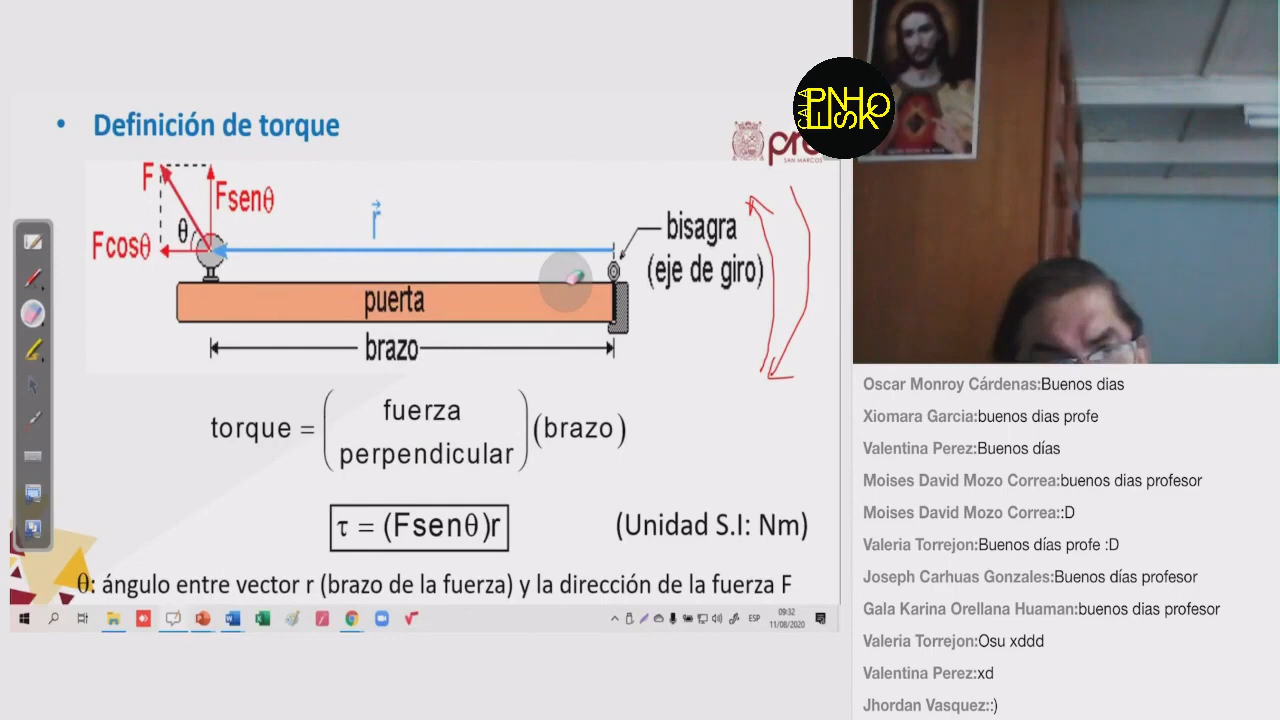 • Definición de torque
pre
SAN MARCOS
CALA
PENHO
ESK
F
Fsenθ
θ
Fcosθ
r
bisagra
(eje de giro)
puerta
brazo
torque = (fuerza perpendicular)(brazo)
τ = (Fsenθ)r
(Unidad S.I: Nm)
θ: ángulo entre vector r (brazo de la fuerza) y la dirección de la fuerza F
ESP
09:32
11/08/2020
Oscar Monroy Cárdenas:Buenos dias
Xiomara Garcia:buenos dias profe
Valentina Perez:Buenos días
Moises David Mozo Correa:buenos dias profesor
Moises David Mozo Correa::D
Valeria Torrejon:Buenos días profe :D
Joseph Carhuas Gonzales:Buenos días profesor
Gala Karina Orellana Huaman:buenos dias profesor
Valeria Torrejon:Osu xddd
Valentina Perez:xd
Jhordan Vasquez::)